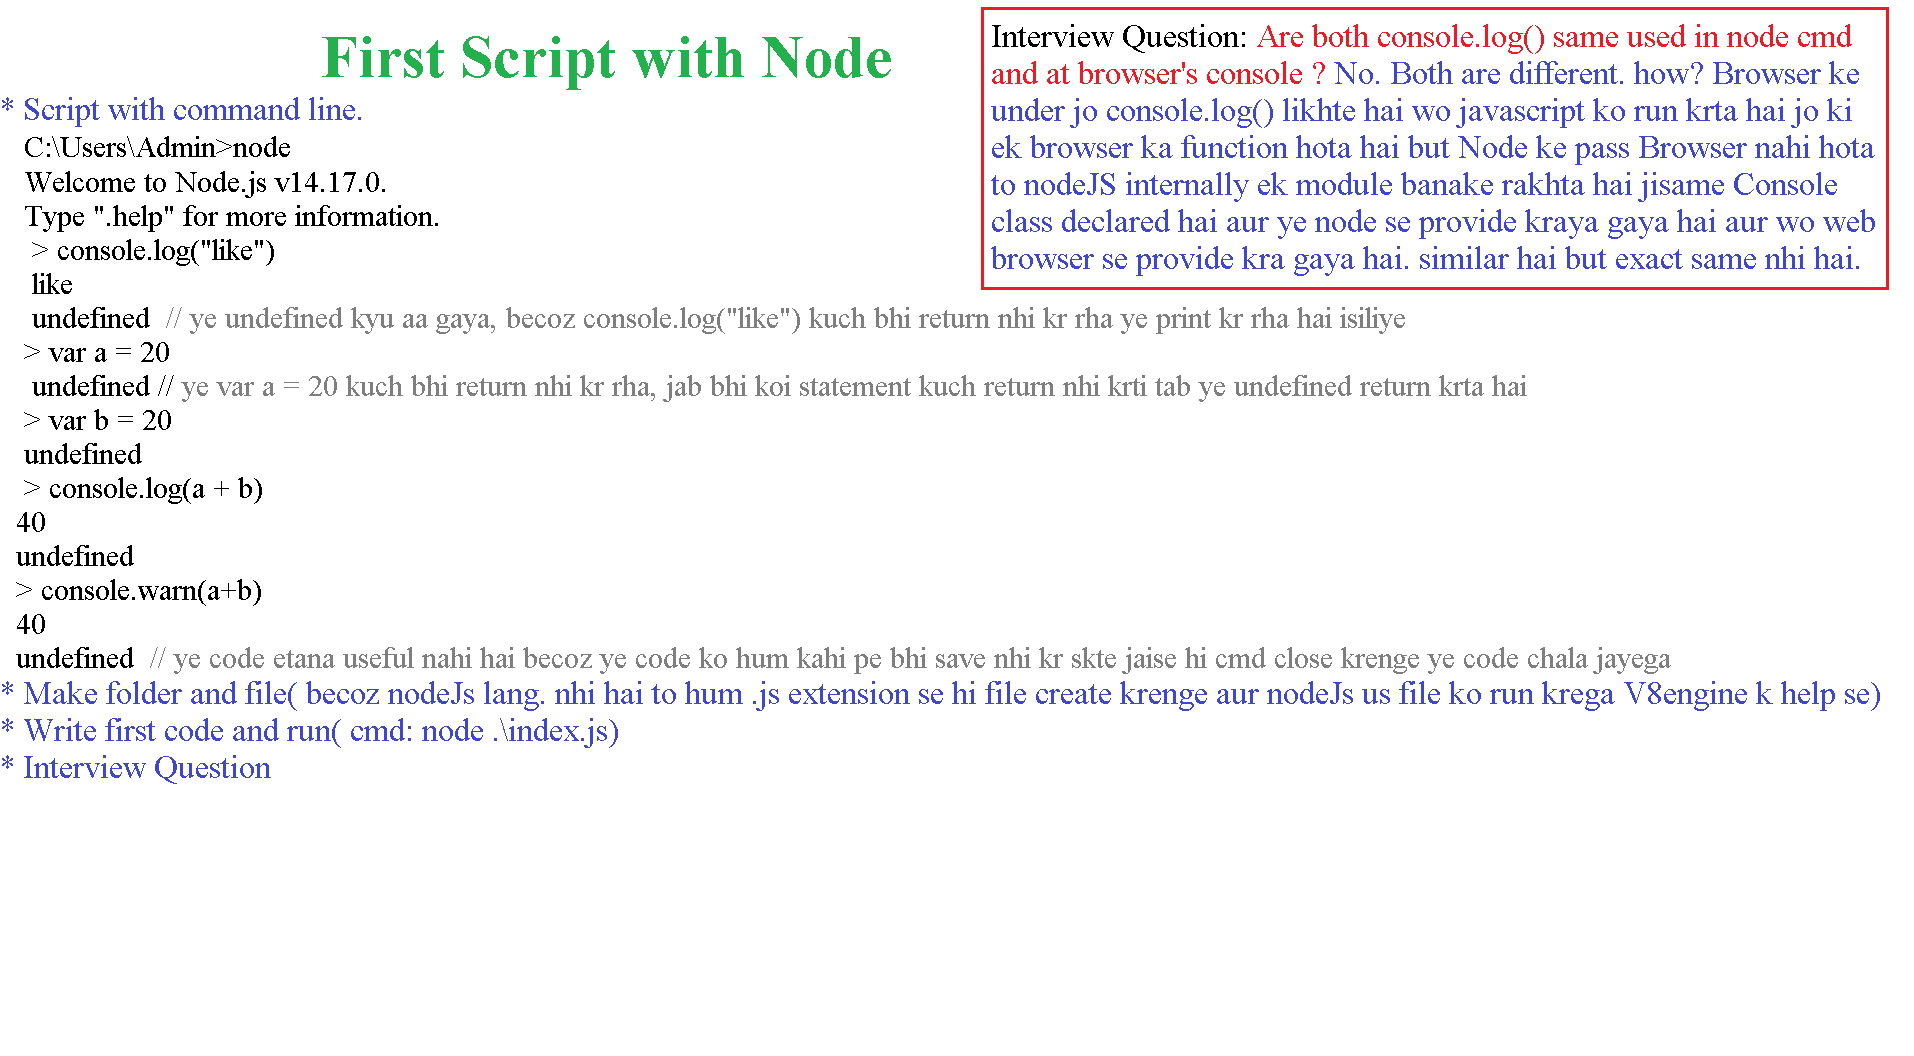 First Script with Node
Interview Question: Are both console.log() same used in node cmd
and at browser's console ? No. Both are different. how? Browser ke
under jo console.log() likhte hai wo javascript ko run krta hai jo ki
ek browser ka function hota hai but Node ke pass Browser nahi hota
to nodeJS internally ek module banake rakhta hai jisame Console
class declared hai aur ye node se provide kraya gaya hai aur wo web
browser se provide kra gaya hai. similar hai but exact same nhi hai.
* Script with command line.
C:\Users\Admin>node
Welcome to Node.js v14.17.0.
Type ".help" for more information.
> console.log("like")
like
undefined // ye undefined kyu aa gaya, becoz console.log("like") kuch bhi return nhi kr rha ye print kr rha hai isiliye
> var a = 20
undefined // ye var a = 20 kuch bhi return nhi kr rha, jab bhi koi statement kuch return nhi krti tab ye undefined return krta hai
> var b = 20
undefined
> console.log(a + b)
40
undefined
> console.warn(a+b)
40
undefined // ye code etana useful nahi hai becoz ye code ko hum kahi pe bhi save nhi kr skte jaise hi cmd close krenge ye code chala jayega
* Make folder and file( becoz nodeJs lang. nhi hai to hum .js extension se hi file create krenge aur nodeJs us file ko run krega V8engine k help se)
* Write first code and run( cmd: node .\index.js)
* Interview Question